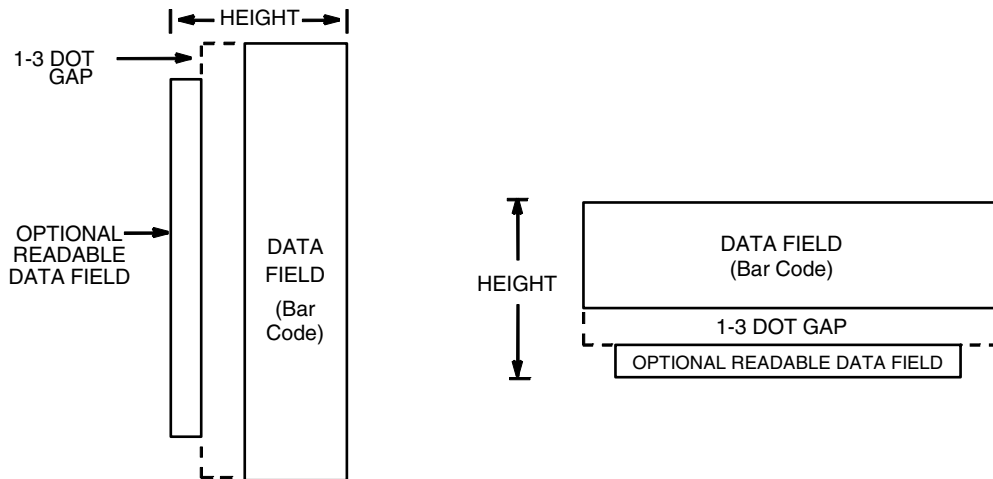 HEIGHT
1-3 DOT
GAP
OPTIONAL
READABLE
DATA FIELD
DATA
FIELD
(Bar
Code)
HEIGHT
DATA FIELD
(Bar Code)
1-3 DOT GAP
OPTIONAL READABLE DATA FIELD